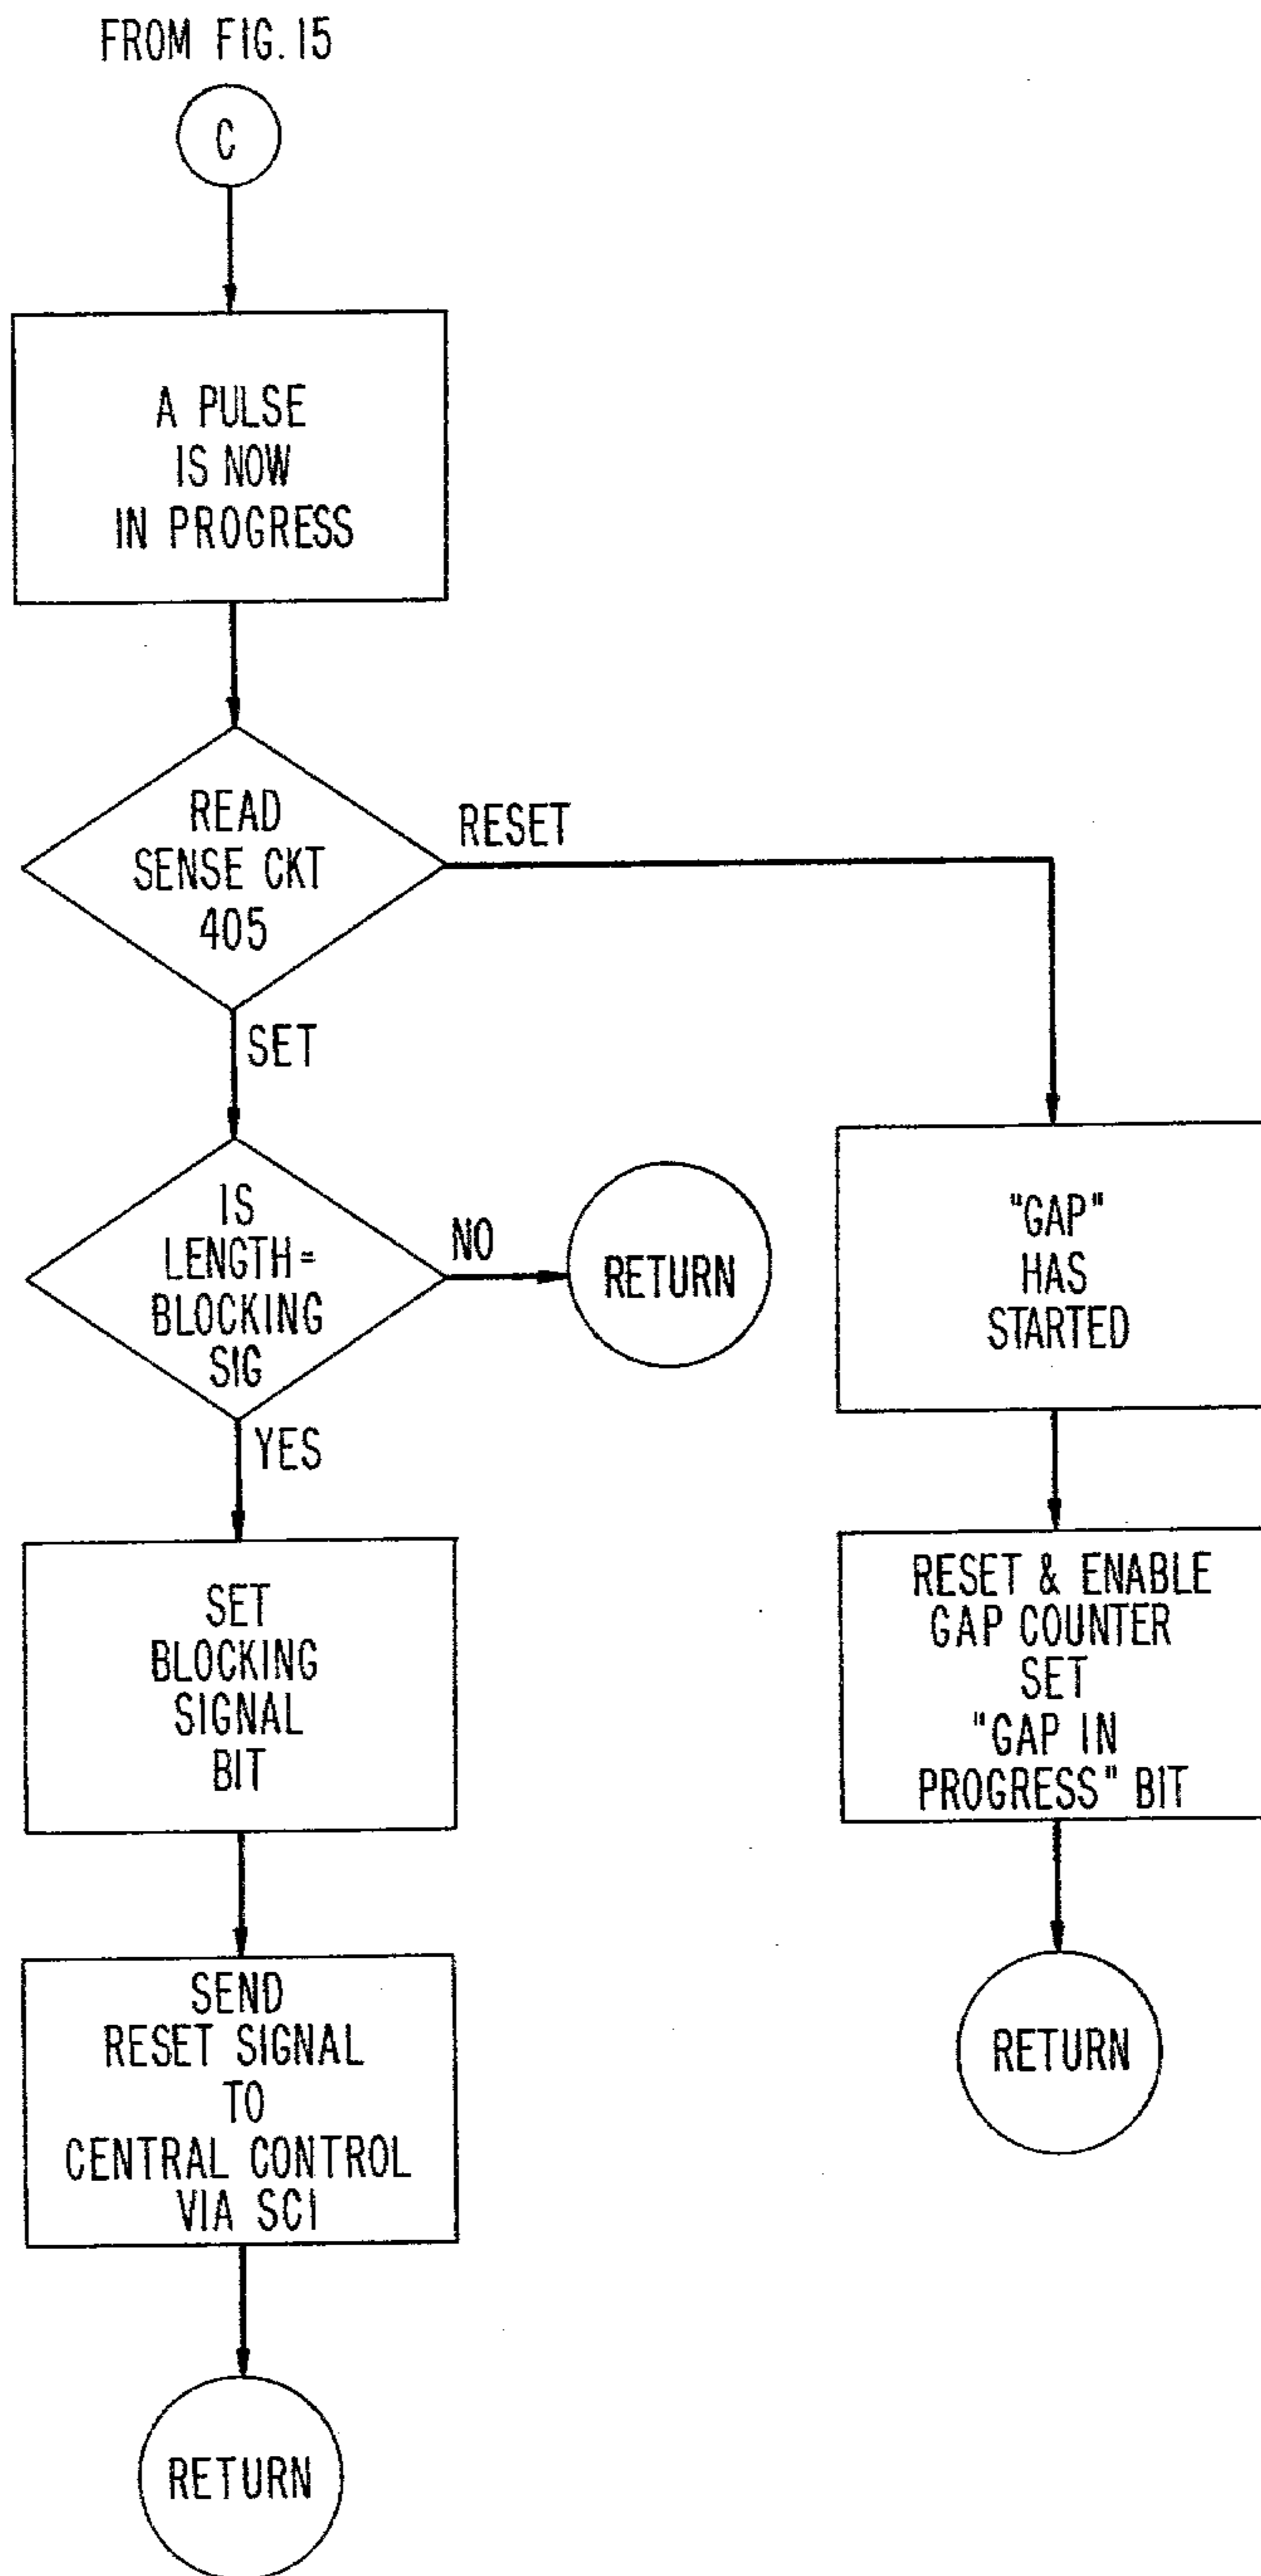 FROM FIG. 15
C
A PULSE
IS NOW
IN PROGRESS
READ
SENSE CKT
405
RESET
SET
IS
LENGTH=
BLOCKING
SIG
NO
RETURN
YES
SET
BLOCKING
SIGNAL
BIT
SEND
RESET SIGNAL
TO
CENTRAL CONTROL
VIA SCI
RETURN
"GAP"
HAS
STARTED
RESET & ENABLE
GAP COUNTER
SET
"GAP IN
PROGRESS" BIT
RETURN